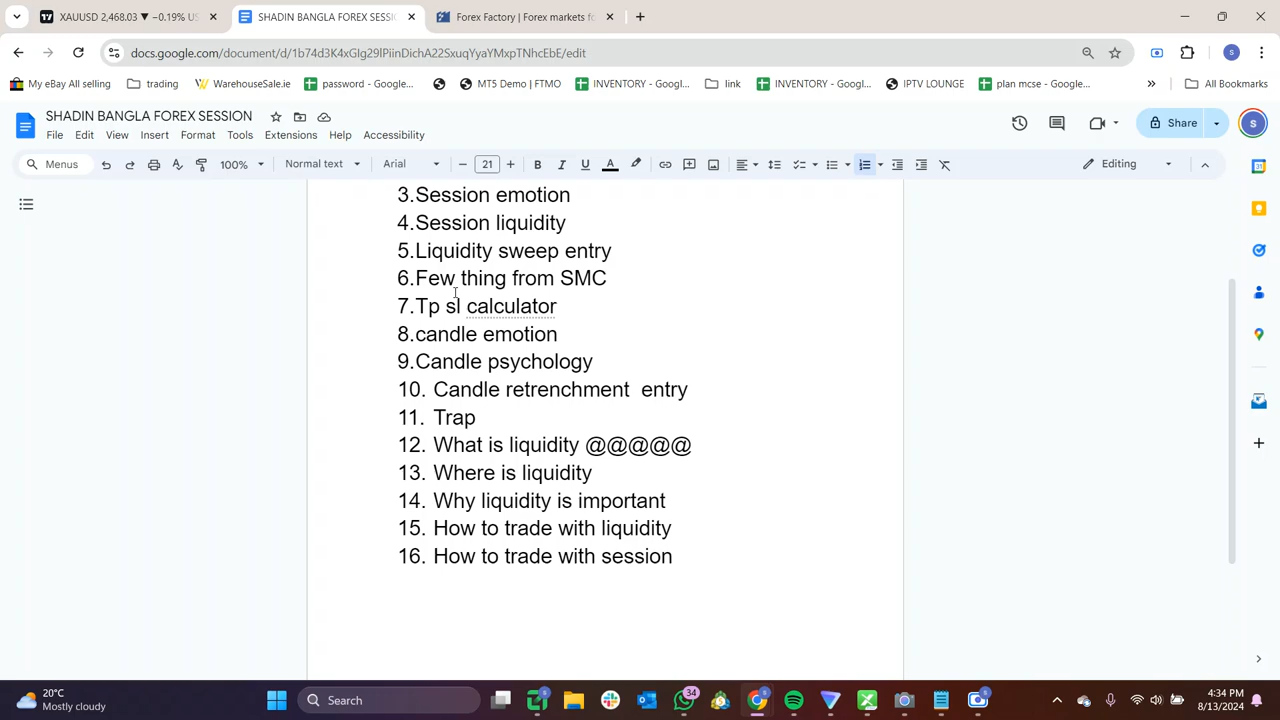 XAUUSD 2,468.03 ▼ −0.19% U
SHADIN BANGLA FOREX SESSI
Forex Factory | Forex markets fo
docs.google.com/document/d/1b74d3K4xGIg29lPiinDichA22SxuqYyaYMxpTNhcEbE/edit
My eBay All selling
trading
WarehouseSale.ie
password - Google...
MT5 Demo | FTMO
INVENTORY - Googl...
link
INVENTORY - Googl...
IPTV LOUNGE
plan mcse - Google...
All Bookmarks
SHADIN BANGLA FOREX SESSION
File Edit View Insert Format Tools Extensions Help Accessibility
Share
Menus 100% Normal text Arial 21 B I U A Editing
3.Session emotion
4.Session liquidity
5.Liquidity sweep entry
6.Few thing from SMC
7.Tp sl calculator
8.candle emotion
9.Candle psychology
10. Candle retrenchment entry
11. Trap
12. What is liquidity @@@@@
13. Where is liquidity
14. Why liquidity is important
15. How to trade with liquidity
16. How to trade with session
20°C
Mostly cloudy
Search
34
4:34 PM
8/13/2024